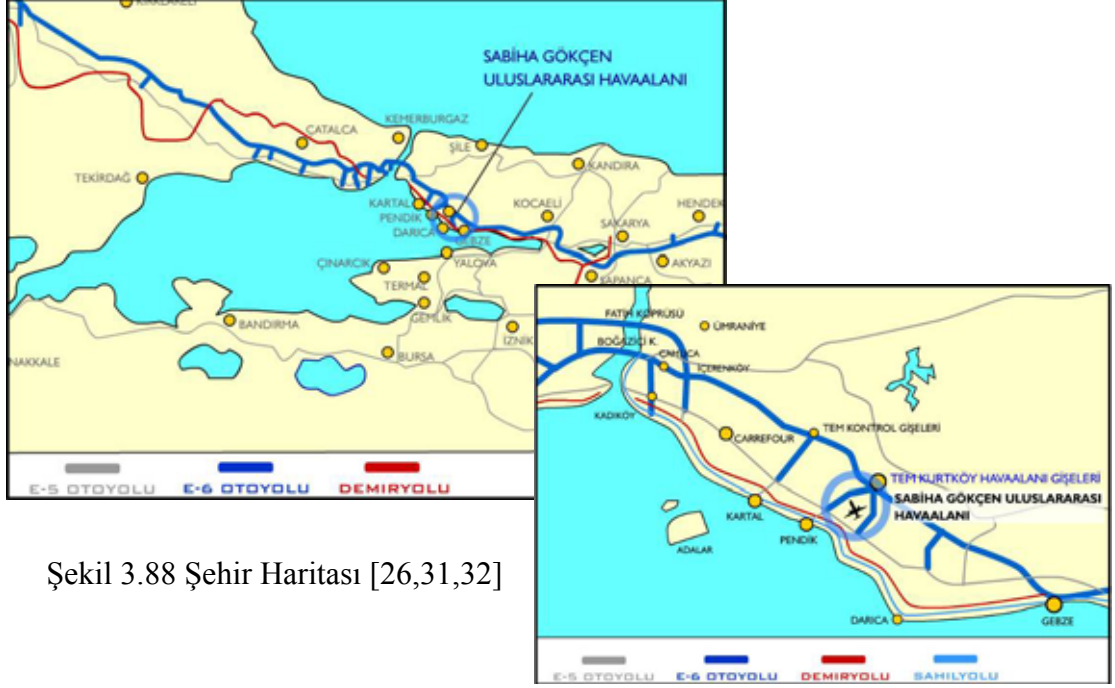 KIRKLARELİ
SABİHA GÖKÇEN
ULUSLARARASI HAVAALANI
ÇATALCA
KEMERBURGAZ
ŞİLE
KANDIRA
TEKİRDAĞ
KARTAL
KOCAELİ
HENDEK
PENDİK
SAKARYA
DARICA
GEBZE
ÇINARCIK
YALOVA
AKYAZI
TERMAL
SAPANCA
GEMLİK
BANDIRMA
İZNİK
NAKKALE
BURSA
E-5 OTOYOLU E-6 OTOYOLU DEMİRYOLU
FATİH KÖPRÜSÜ
ÜMRANİYE
BOĞAZİÇİ K.
ÇAMLICA
İÇERENKÖY
KADIKÖY
CARREFOUR
TEM KONTROL GİŞELERİ
TEM KURTKÖY HAVAALANI GİŞELERİ
SABİHA GÖKÇEN ULUSLARARASI
HAVAALANI
KARTAL
PENDİK
ADALAR
DARICA
GEBZE
E-5 OTOYOLU E-6 OTOYOLU DEMİRYOLU SAHİLYOLU
Şekil 3.88 Şehir Haritası [26,31,32]